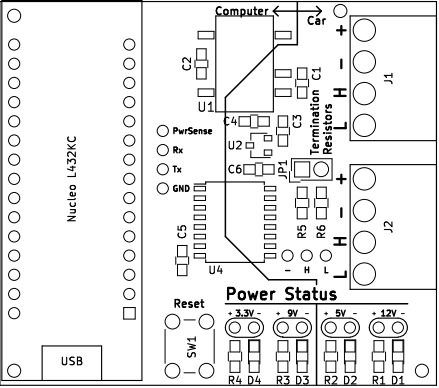 Computer
Car
+
-
H
L
J1
C2
U1
C1
C4
C3
Termination
Resistors
PwrSense
Rx
Tx
GND
U2
C6
JP1
Nucleo L432KC
+
-
H
L
J2
R5
R6
C5
U4
- H L
Power Status
Reset
SW1
USB
+ 3.3V -
+ 9V -
+ 5V -
+ 12V -
R4 D4
R3 D3
R2 D2
R1 D1